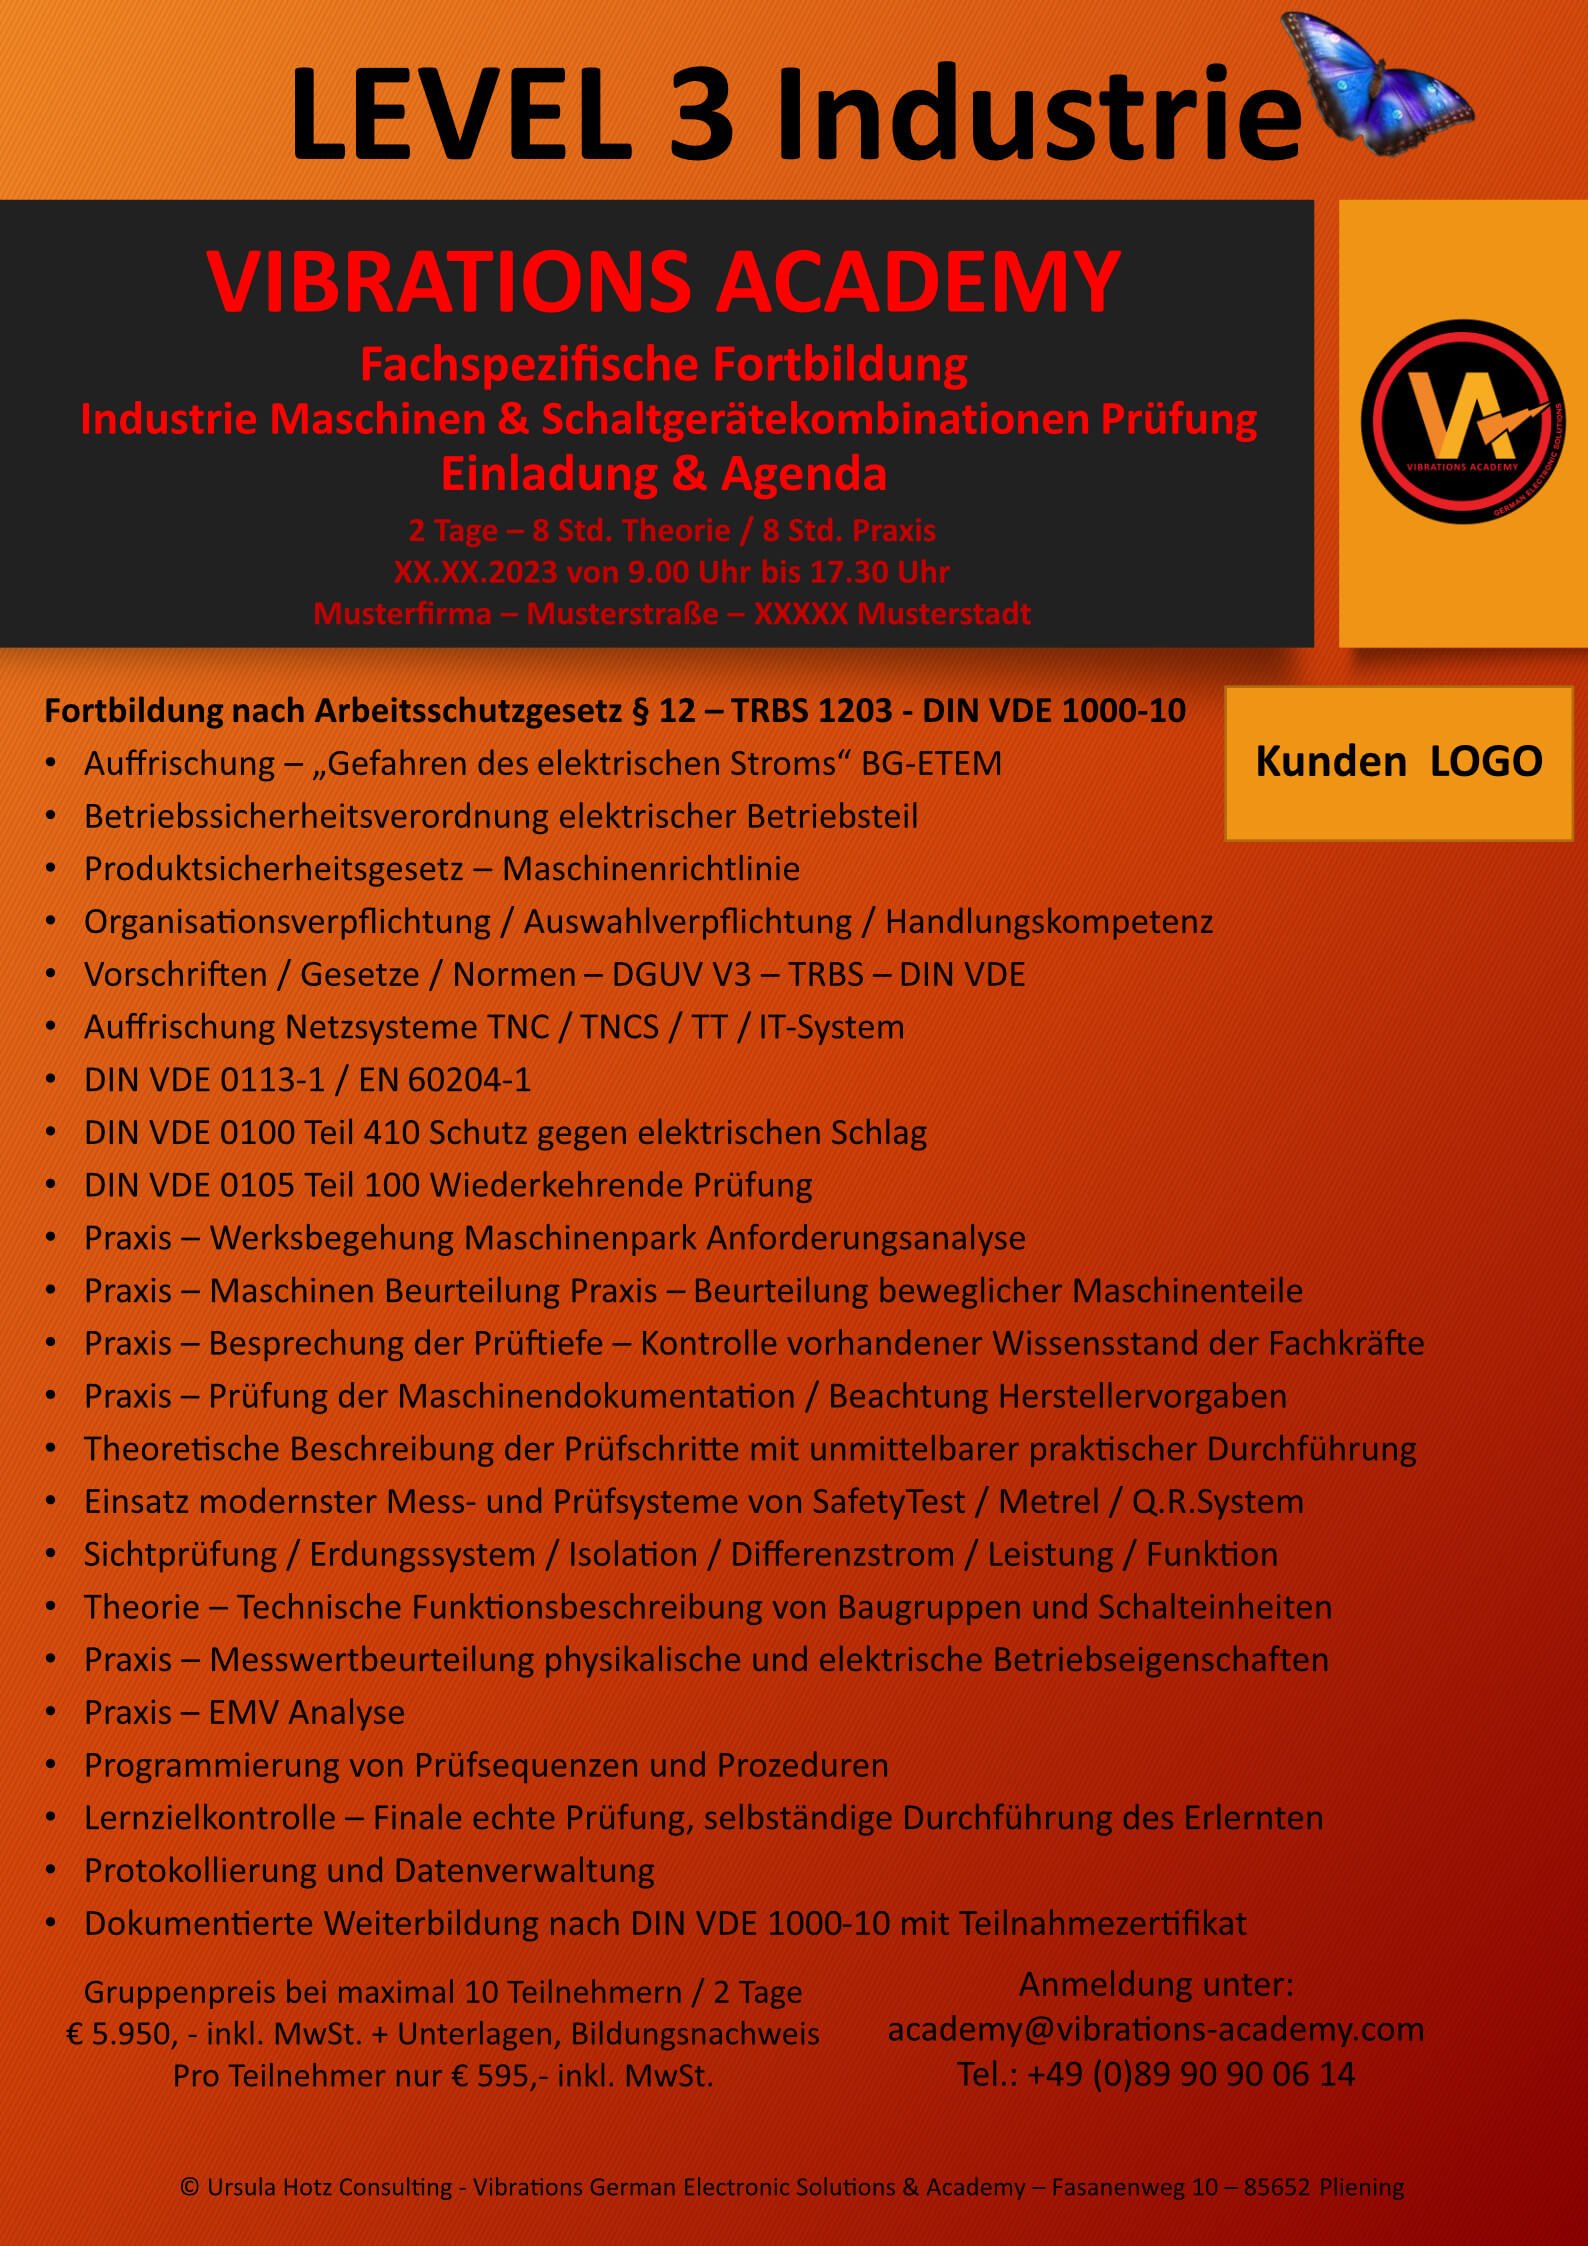 LEVEL 3 Industrie
VIBRATIONS ACADEMY
Fachspezifische Fortbildung
Industrie Maschinen & Schaltgerätekombinationen Prüfung
Einladung & Agenda
2 Tage – 8 Std. Theorie / 8 Std. Praxis
XX.XX.2023 von 9.00 Uhr bis 17.30 Uhr
Musterfirma – Musterstraße – XXXXX Musterstadt
VA
VIBRATIONS ACADEMY
GERMAN ELECTRONIC SOLUTIONS
Fortbildung nach Arbeitsschutzgesetz § 12 – TRBS 1203 - DIN VDE 1000-10
Kunden LOGO
• Auffrischung – „Gefahren des elektrischen Stroms“ BG-ETEM
• Betriebssicherheitsverordnung elektrischer Betriebsteil
• Produktsicherheitsgesetz – Maschinenrichtlinie
• Organisationsverpflichtung / Auswahlverpflichtung / Handlungskompetenz
• Vorschriften / Gesetze / Normen – DGUV V3 – TRBS – DIN VDE
• Auffrischung Netzsysteme TNC / TNCS / TT / IT-System
• DIN VDE 0113-1 / EN 60204-1
• DIN VDE 0100 Teil 410 Schutz gegen elektrischen Schlag
• DIN VDE 0105 Teil 100 Wiederkehrende Prüfung
• Praxis – Werksbegehung Maschinenpark Anforderungsanalyse
• Praxis – Maschinen Beurteilung Praxis – Beurteilung beweglicher Maschinenteile
• Praxis – Besprechung der Prüftiefe – Kontrolle vorhandener Wissensstand der Fachkräfte
• Praxis – Prüfung der Maschinendokumentation / Beachtung Herstellervorgaben
• Theoretische Beschreibung der Prüfschritte mit unmittelbarer praktischer Durchführung
• Einsatz modernster Mess- und Prüfsysteme von SafetyTest / Metrel / Q.R.System
• Sichtprüfung / Erdungssystem / Isolation / Differenzstrom / Leistung / Funktion
• Theorie – Technische Funktionsbeschreibung von Baugruppen und Schalteinheiten
• Praxis – Messwertbeurteilung physikalische und elektrische Betriebseigenschaften
• Praxis – EMV Analyse
• Programmierung von Prüfsequenzen und Prozeduren
• Lernzielkontrolle – Finale echte Prüfung, selbständige Durchführung des Erlernten
• Protokollierung und Datenverwaltung
• Dokumentierte Weiterbildung nach DIN VDE 1000-10 mit Teilnahmezertifikat
Gruppenpreis bei maximal 10 Teilnehmern / 2 Tage
€ 5.950, - inkl. MwSt. + Unterlagen, Bildungsnachweis
Pro Teilnehmer nur € 595,- inkl. MwSt.
Anmeldung unter:
academy@vibrations-academy.com
Tel.: +49 (0)89 90 90 06 14
© Ursula Hotz Consulting - Vibrations German Electronic Solutions & Academy – Fasanenweg 10 – 85652 Pliening